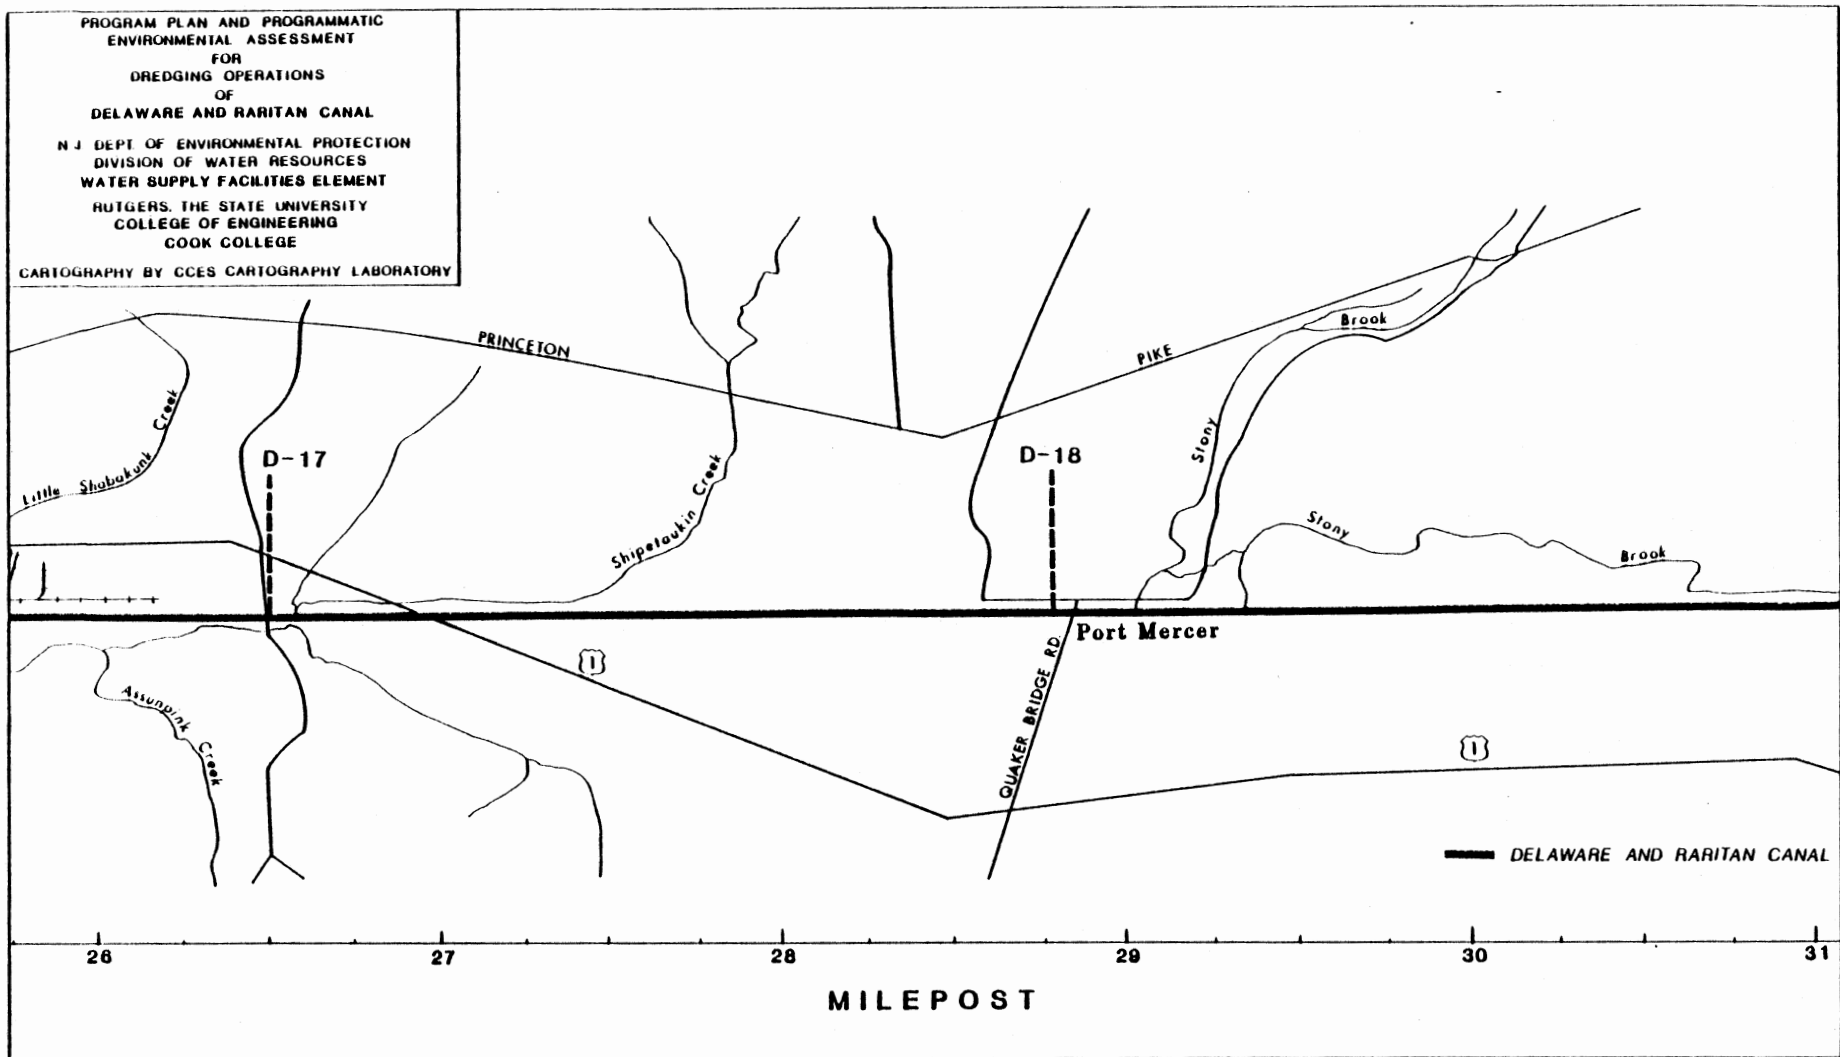 PROGRAM PLAN AND PROGRAMMATIC
ENVIRONMENTAL ASSESSMENT
FOR
DREDGING OPERATIONS
OF
DELAWARE AND RARITAN CANAL
N J DEPT. OF ENVIRONMENTAL PROTECTION
DIVISION OF WATER RESOURCES
WATER SUPPLY FACILITIES ELEMENT
RUTGERS, THE STATE UNIVERSITY
COLLEGE OF ENGINEERING
COOK COLLEGE
CARTOGRAPHY BY CCES CARTOGRAPHY LABORATORY
PRINCETON
PIKE
Brook
Little Shabakunk Creek
D-17
Shipetaukin Creek
D-18
Stony
Stony
Brook
Port Mercer
1
Assunpink Creek
QUAKER BRIDGE RD.
1
DELAWARE AND RARITAN CANAL
26 27 28 29 30 31
MILEPOST